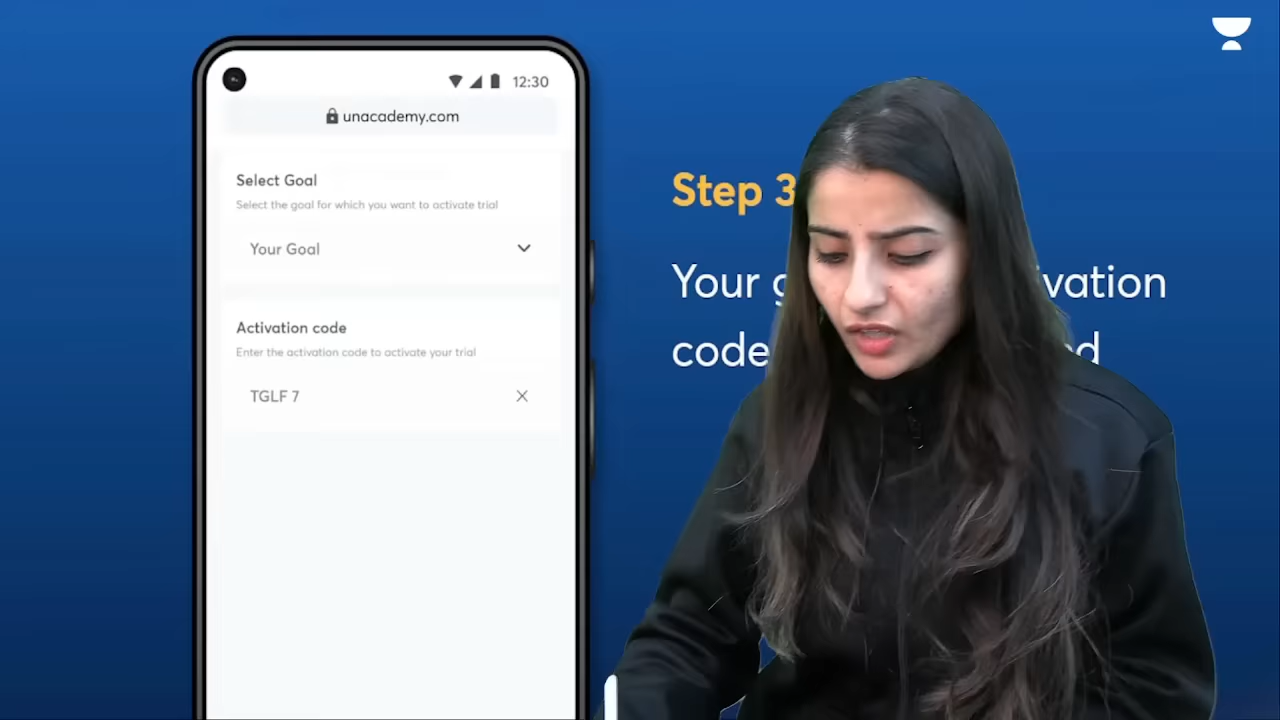 12:30
unacademy.com
Select Goal
Select the goal for which you want to activate trial
Your Goal
Activation code
Enter the activation code to activate your trial
TGLF 7
Step 3
Your
code